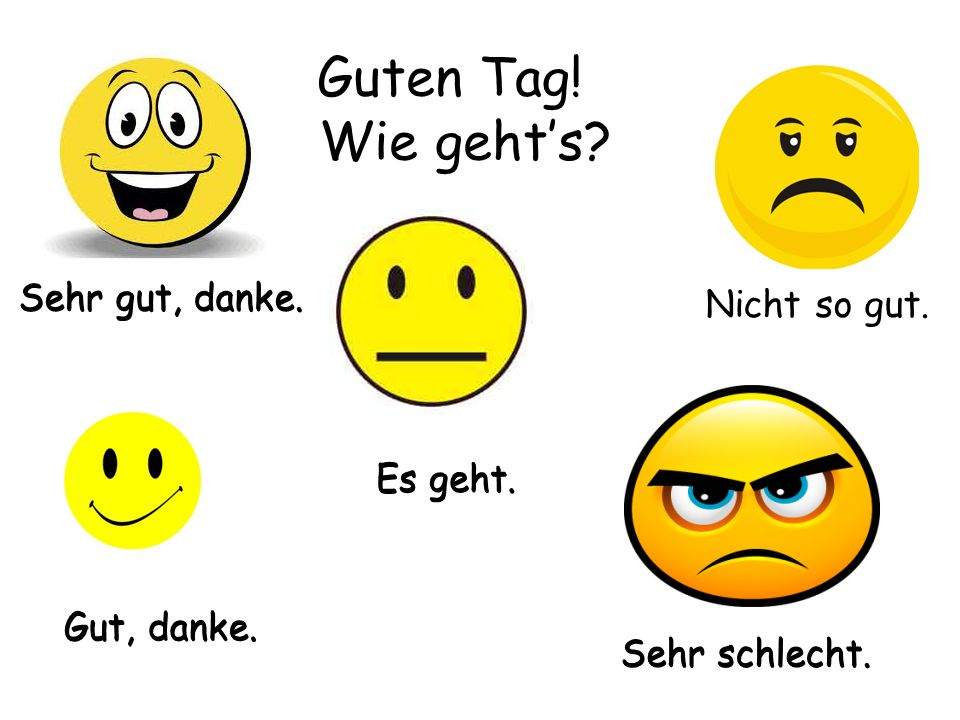 Guten Tag!
Wie geht’s?
Sehr gut, danke.
Nicht so gut.
Es geht.
Gut, danke.
Sehr schlecht.